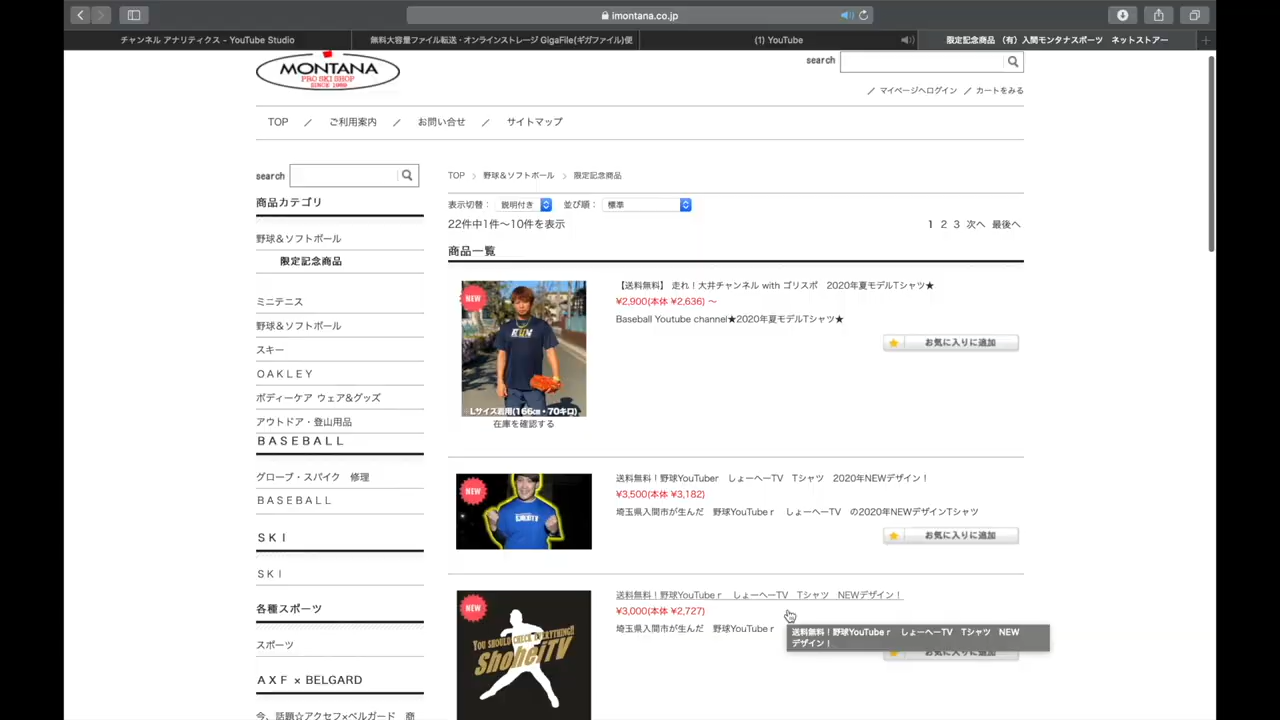 imontana.co.jp
チャンネル アナリティクス - YouTube Studio
無料大容量ファイル転送・オンラインストレージ GigaFile(ギガファイル)便
(1) YouTube
限定記念商品 (有)入間モンタナスポーツ ネットストアー
MONTANA
PRO SKI SHOP
SINCE 1969
search
／ マイページへログイン ／ カートをみる
TOP ／ ご利用案内 ／ お問い合せ ／ サイトマップ
search
商品カテゴリ
野球＆ソフトボール
限定記念商品
ミニテニス
野球＆ソフトボール
スキー
ＯＡＫＬＥＹ
ボディーケア ウェア&グッズ
アウトドア・登山用品
ＢＡＳＥＢＡＬＬ
グローブ・スパイク 修理
ＢＡＳＥＢＡＬＬ
ＳＫＩ
ＳＫＩ
各種スポーツ
スポーツ
ＡＸＦ × BELGARD
今、話題☆アクセフ×ベルガード 商
TOP > 野球＆ソフトボール > 限定記念商品
表示切替： 説明付き 並び順： 標準
22件中1件～10件を表示
1 2 3 次へ 最後へ
商品一覧
NEW
RUN
Lサイズ着用(166㎝・70キロ)
在庫を確認する
【送料無料】 走れ！大井チャンネル with ゴリスポ 2020年夏モデルTシャツ★
¥2,900(本体 ¥2,636) ～
Baseball Youtube channel★2020年夏モデルTシャツ★
お気に入りに追加
NEW
送料無料！野球YouTuber しょーへーTV Tシャツ 2020年NEWデザイン！
¥3,500(本体 ¥3,182)
埼玉県入間市が生んだ 野球YouTubeｒ しょーへーTV の2020年NEWデザインTシャツ
お気に入りに追加
NEW
YOU SHOULD CHECK EVERYTHING!!
ShoheiTV
送料無料！野球YouTubeｒ しょーへーTV Tシャツ NEWデザイン！
¥3,000(本体 ¥2,727)
埼玉県入間市が生んだ 野球YouTubeｒ
送料無料！野球YouTubeｒ しょーへーTV Tシャツ NEW
デザイン！
お気に入りに追加